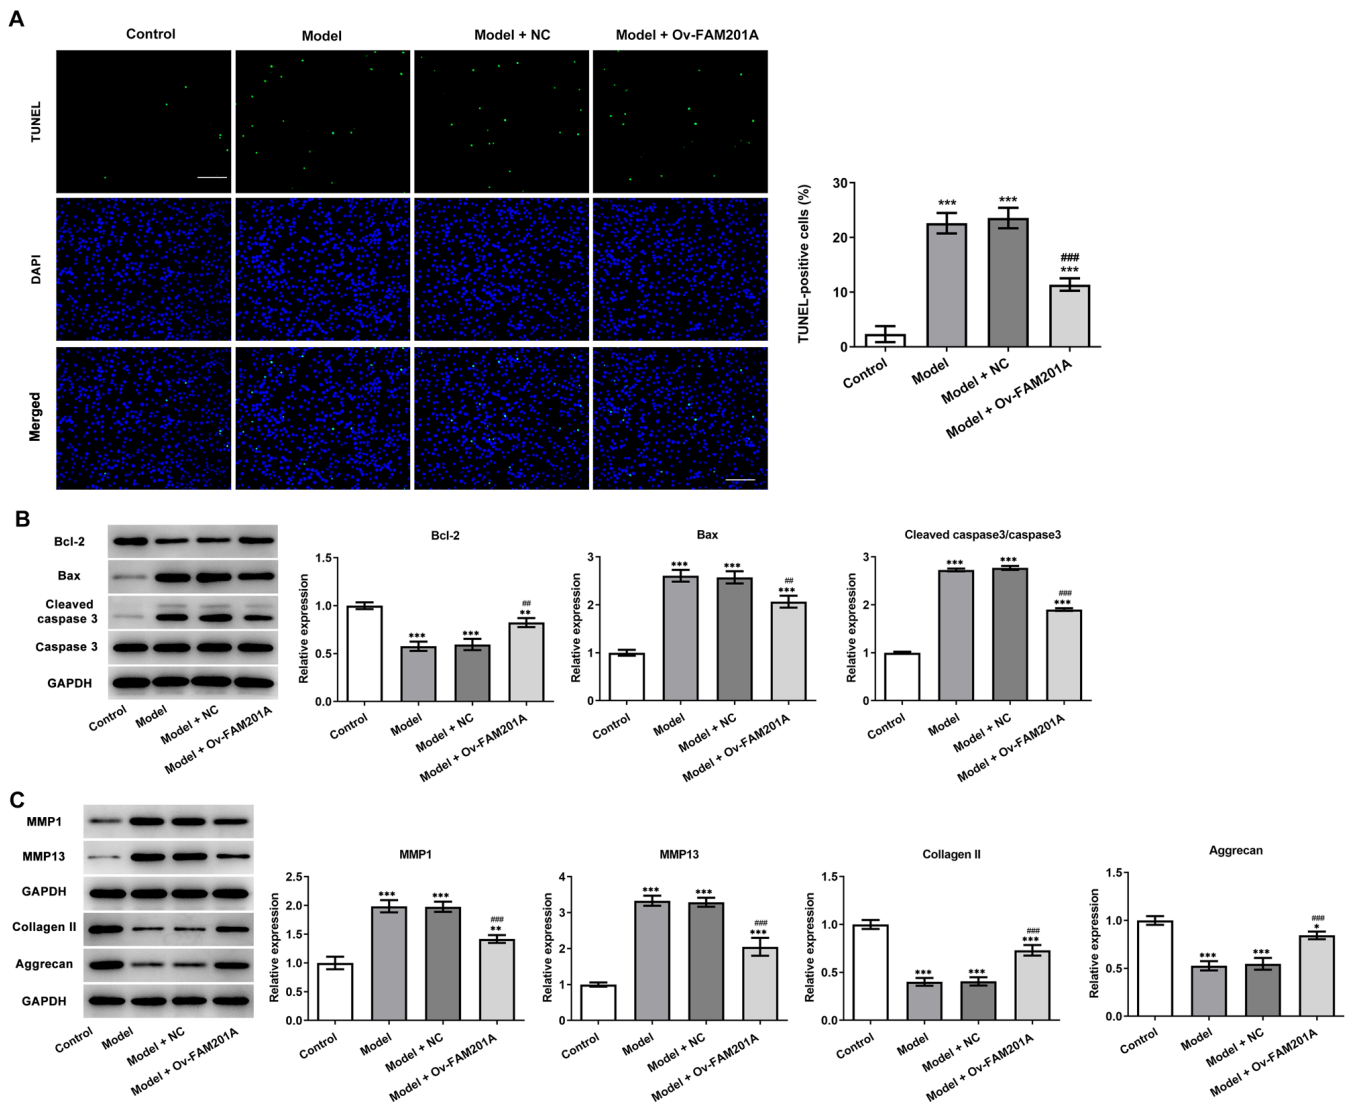 A
Control
Model
Model + NC
Model + Ov-FAM201A
TUNEL
DAPI
Merged
TUNEL-positive cells (%)
30
20
10
0
***
***
###
***
Control
Model
Model + NC
Model + Ov-FAM201A
B
Bcl-2
Bax
Cleaved
caspase 3
Caspase 3
GAPDH
Control
Model
Model + NC
Model + Ov-FAM201A
Bcl-2
Relative expression
1.5
1.0
0.5
0.0
***
***
##
**
Control
Model
Model + NC
Model + Ov-FAM201A
Bax
Relative expression
3
2
1
0
***
***
##
***
Control
Model
Model + NC
Model + Ov-FAM201A
Cleaved caspase3/caspase3
Relative expression
3
2
1
0
***
***
###
***
Control
Model
Model + NC
Model + Ov-FAM201A
C
MMP1
MMP13
GAPDH
Collagen II
Aggrecan
GAPDH
Control
Model
Model + NC
Model + Ov-FAM201A
MMP1
Relative expression
2.5
2.0
1.5
1.0
0.5
0.0
***
***
###
**
Control
Model
Model + NC
Model + Ov-FAM201A
MMP13
Relative expression
4
3
2
1
0
***
***
###
***
Control
Model
Model + NC
Model + Ov-FAM201A
Collagen II
Relative expression
1.5
1.0
0.5
0.0
***
***
###
***
Control
Model
Model + NC
Model + Ov-FAM201A
Aggrecan
Relative expression
1.5
1.0
0.5
0.0
***
***
###
*
Control
Model
Model + NC
Model + Ov-FAM201A